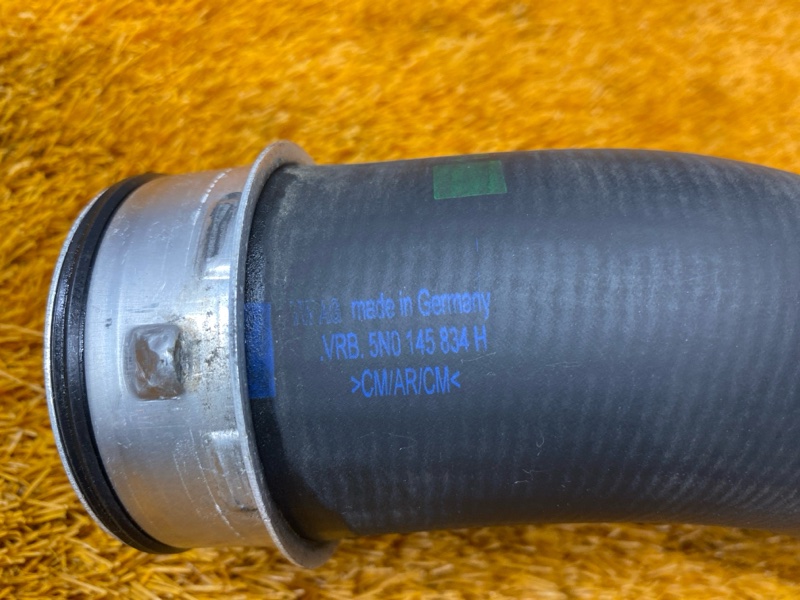 made in Germany
.VRB. 5N0 145 834 H
>CM/AR/CM<